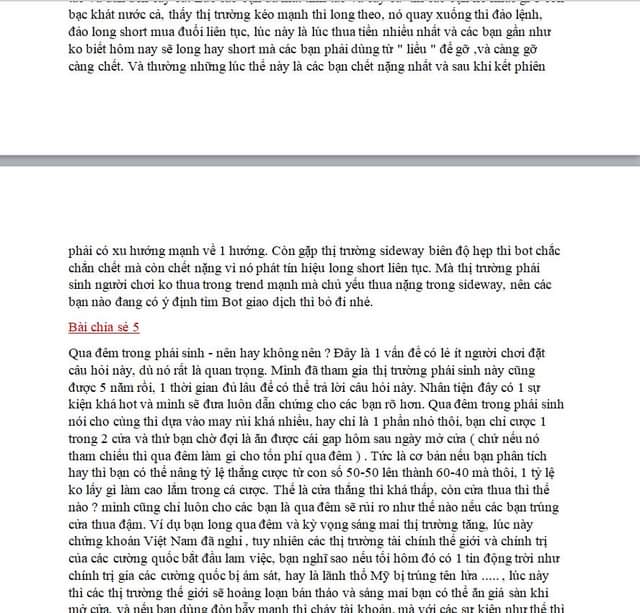 bạc khát nước cả, thấy thị trường kéo mạnh thì long theo, nó quay xuống thì đảo lệnh,
đảo long short mua đuổi liên tục, lúc này là lúc thua tiền nhiều nhất và các bạn gần như
ko biết hôm nay sẽ long hay short mà các bạn phải dùng từ " liều " để gỡ ,và càng gỡ
càng chết. Và thường những lúc thế này là các bạn chết nặng nhất và sau khi kết phiên
phải có xu hướng mạnh về 1 hướng. Còn gặp thị trường sideway biên độ hẹp thì bot chắc
chắn chết mà còn chết nặng vì nó phát tín hiệu long short liên tục. Mà thị trường phái
sinh người chơi ko thua trong trend mạnh mà chủ yếu thua nặng trong sideway, nên các
bạn nào đang có ý định tìm Bot giao dịch thì bỏ đi nhé.
Bài chia sẻ 5
Qua đêm trong phái sinh - nên hay không nên ? Đây là 1 vấn đề có lẻ ít người chơi đặt
câu hỏi này, dù nó rất là quan trọng. Mình đã tham gia thị trường phái sinh này cũng
được 5 năm rồi, 1 thời gian đủ lâu để có thể trả lời câu hỏi này. Nhân tiện đây có 1 sự
kiện khá hot và mình sẽ đưa luôn dẫn chứng cho các bạn rõ hơn. Qua đêm trong phái sinh
nói cho cùng thì dựa vào may rủi khá nhiều, hay chỉ là 1 phần nhỏ thôi, bạn chỉ cược 1
trong 2 cửa và thứ bạn chờ đợi là ăn được cái gap hôm sau ngày mở cửa ( chứ nếu nó
tham chiếu thì qua đêm làm gì cho tốn phí qua đêm ) . Tức là cơ bản nếu bạn phân tích
hay thì bạn có thể nâng tỷ lệ thắng cược từ con số 50-50 lên thành 60-40 mà thôi, 1 tỷ lệ
ko lấy gì làm cao lắm trong cá cược. Thế là cửa thắng thì khá thấp, còn cửa thua thì thế
nào ? mình cũng chỉ luôn cho các bạn là qua đêm sẽ rủi ro như thế nào nếu các bạn trúng
cửa thua đậm. Ví dụ bạn long qua đêm và kỳ vọng sáng mai thị trường tăng, lúc này
chứng khoán Việt Nam đã nghỉ , tuy nhiên các thị trường tài chính thế giới và chính trị
của các cường quốc bắt đầu làm việc, bạn nghĩ sao nếu tối hôm đó có 1 tin động trời như
chính trị gia các cường quốc bị ám sát, hay là lãnh thổ Mỹ bị trúng tên lửa ....., lúc này
thì các thị trường thế giới sẽ hoảng loạn bán tháo và sáng mai bạn có thể ăn giá sàn khi
mở cửa, và nếu bạn dùng đòn bẫy mạnh thì cháy tài khoản, mà với các sự kiện như thế thì